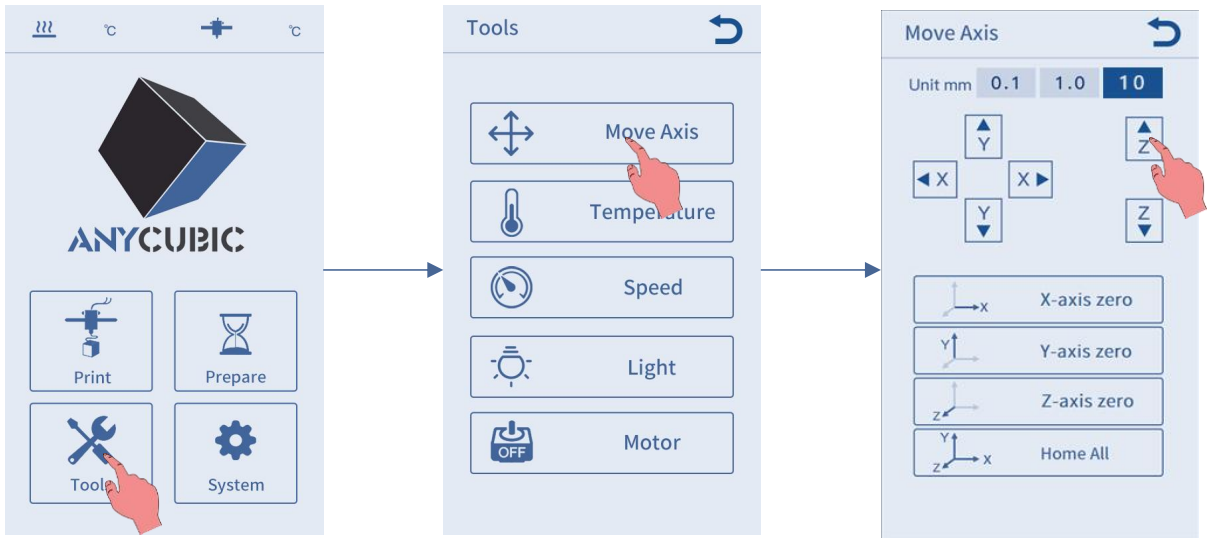 ℃ ℃
ANYCUBIC
Print Prepare
Tools System
Tools
Move Axis
Temperature
Speed
Light
OFF Motor
Move Axis
Unit mm 0.1 1.0 10
Y Z
X X
Y Z
X X-axis zero
Y Y-axis zero
Z Z-axis zero
Y
Z X Home All